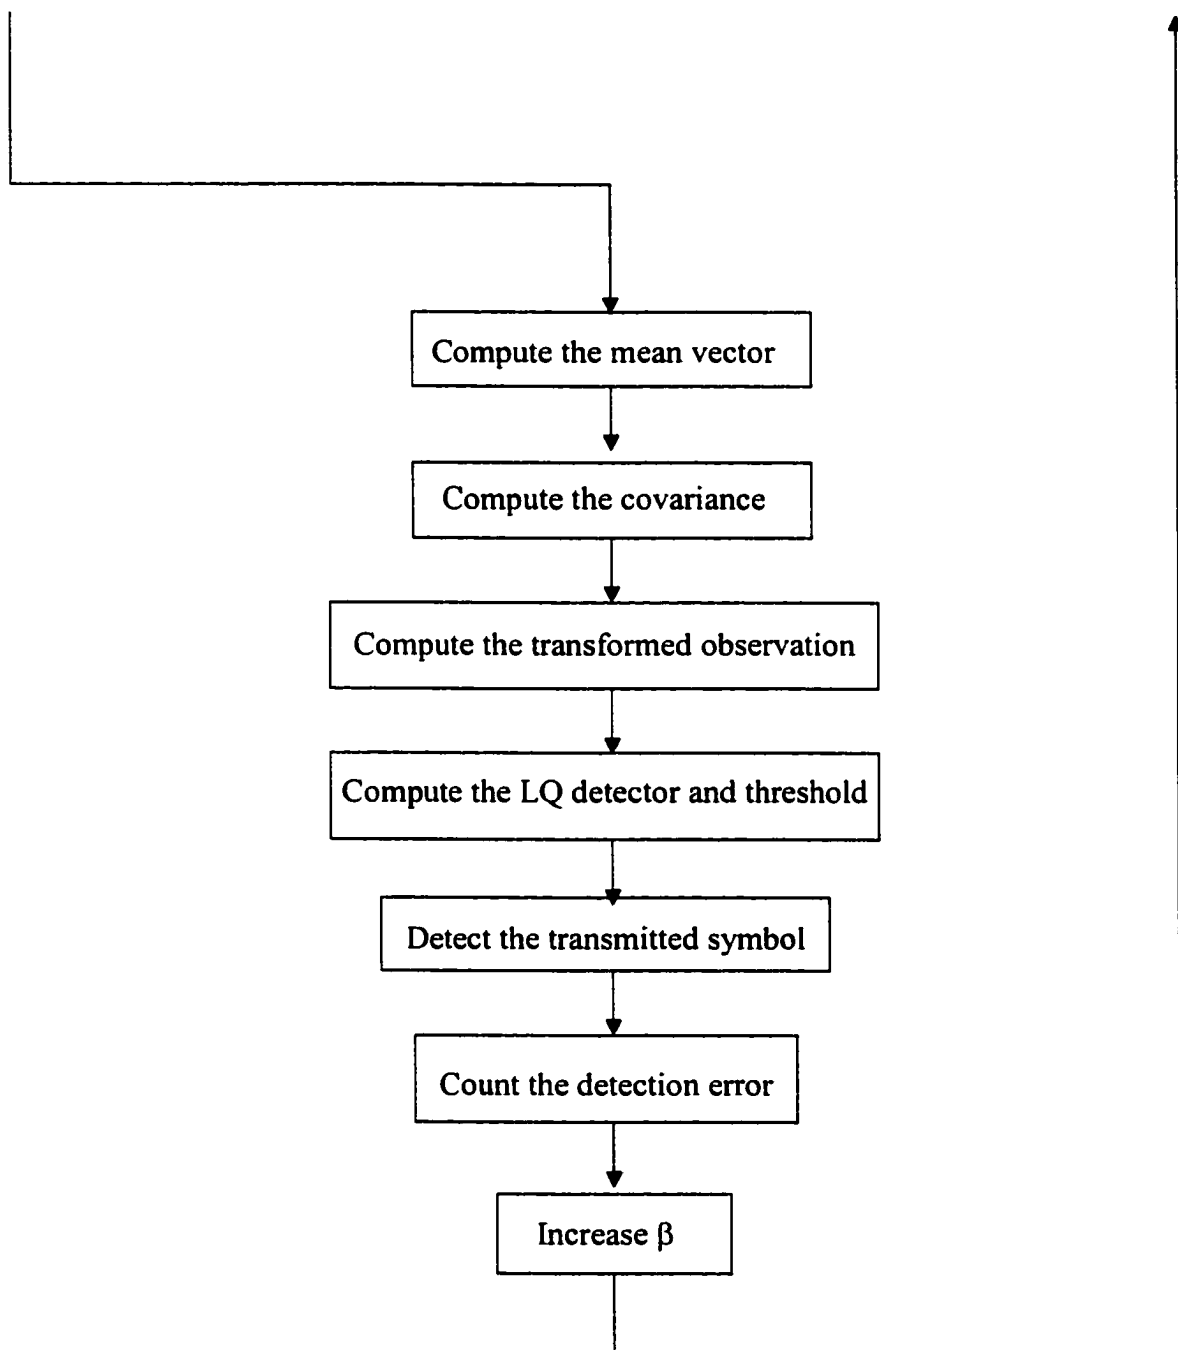 Compute the mean vector
Compute the covariance
Compute the transformed observation
Compute the LQ detector and threshold
Detect the transmitted symbol
Count the detection error
Increase β